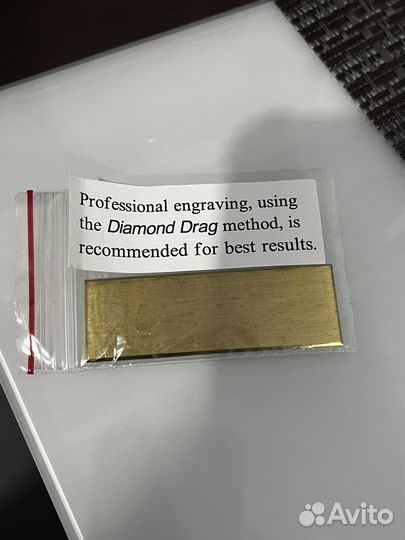 Professional engraving, using
the Diamond Drag method, is
recommended for best results.
Avito